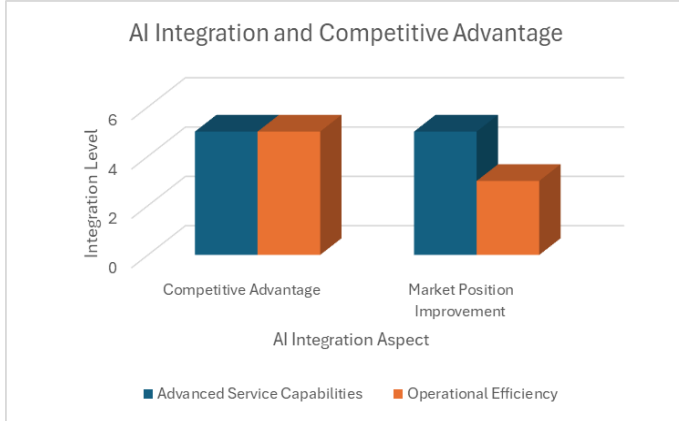 AI Integration and Competitive Advantage
Integration Level
6
4
2
0
Competitive Advantage
Market Position
Improvement
AI Integration Aspect
Advanced Service Capabilities
Operational Efficiency